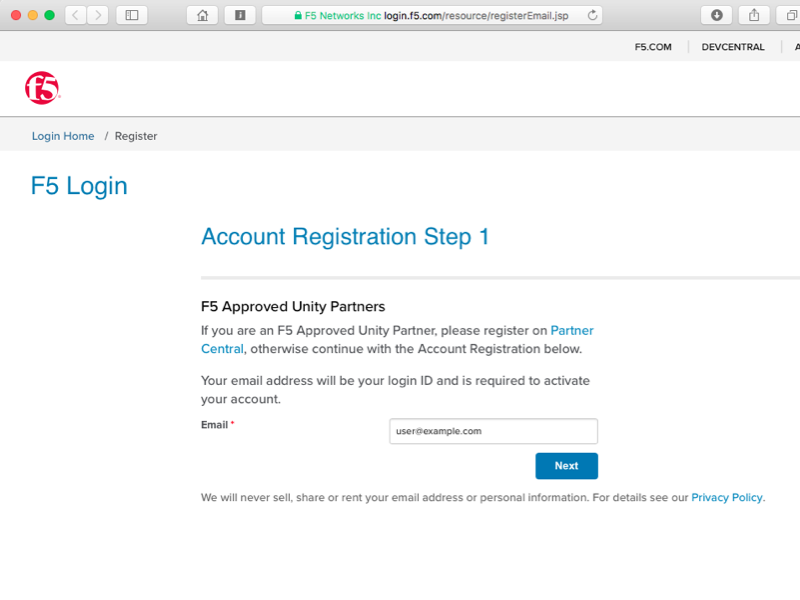 F5 Networks Inc login.f5.com/resource/registerEmail.jsp
F5.COM DEVCENTRAL A
f5
Login Home / Register
F5 Login
Account Registration Step 1
F5 Approved Unity Partners
If you are an F5 Approved Unity Partner, please register on Partner
Central, otherwise continue with the Account Registration below.
Your email address will be your login ID and is required to activate
your account.
Email * user@example.com
Next
We will never sell, share or rent your email address or personal information. For details see our Privacy Policy.